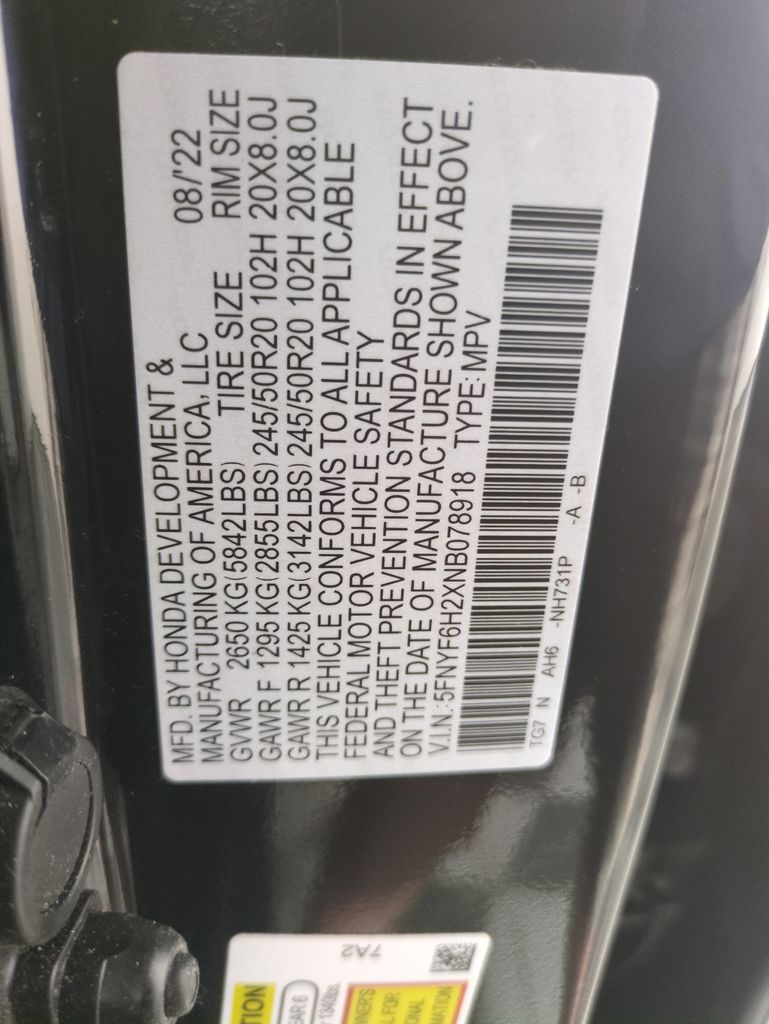 MFD. BY HONDA DEVELOPMENT &
MANUFACTURING OF AMERICA, LLC 08/'22
GVWR 2650 KG(5842LBS) TIRE SIZE RIM SIZE
GAWR F 1295 KG(2855LBS) 245/50R20 102H 20X8.0J
GAWR R 1425 KG(3142LBS) 245/50R20 102H 20X8.0J
THIS VEHICLE CONFORMS TO ALL APPLICABLE
FEDERAL MOTOR VEHICLE SAFETY
AND THEFT PREVENTION STANDARDS IN EFFECT
ON THE DATE OF MANUFACTURE SHOWN ABOVE.
V.I.N.:5FNYF6H2XNB078918 TYPE:MPV
TG7 N AH6 -NH731P -A -B
7A2